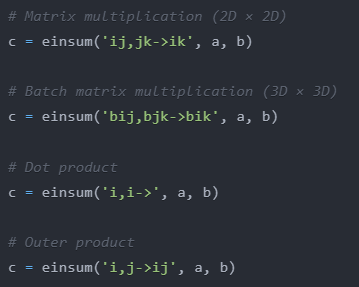 # Matrix multiplication (2D × 2D)
c = einsum('ij,jk->ik', a, b)
# Batch matrix multiplication (3D × 3D)
c = einsum('bij,bjk->bik', a, b)
# Dot product
c = einsum('i,i->', a, b)
# Outer product
c = einsum('i,j->ij', a, b)